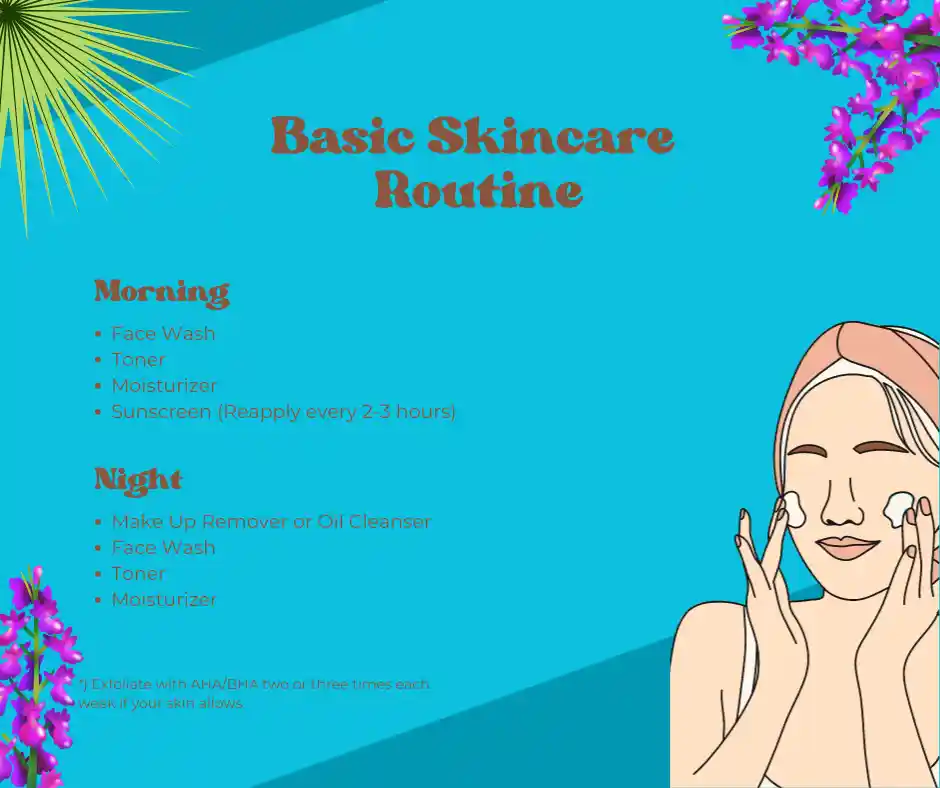 Basic Skincare
Routine
Morning
• Face Wash
• Toner
• Moisturizer
• Sunscreen (Reapply every 2-3 hours)
Night
• Make Up Remover or Oil Cleanser
• Face Wash
• Toner
• Moisturizer
*) Exfoliate with AHA/BHA two or three times each
week if your skin allows.